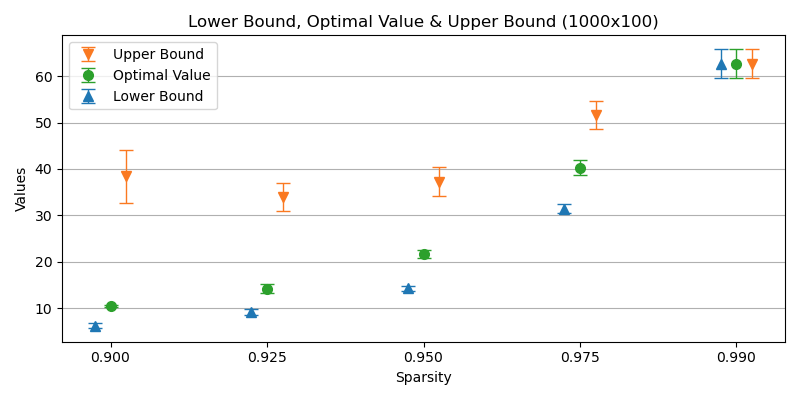 Lower Bound, Optimal Value & Upper Bound (1000x100)
Upper Bound
Optimal Value
Lower Bound
Values
60
50
40
30
20
10
0.900 0.925 0.950 0.975 0.990
Sparsity